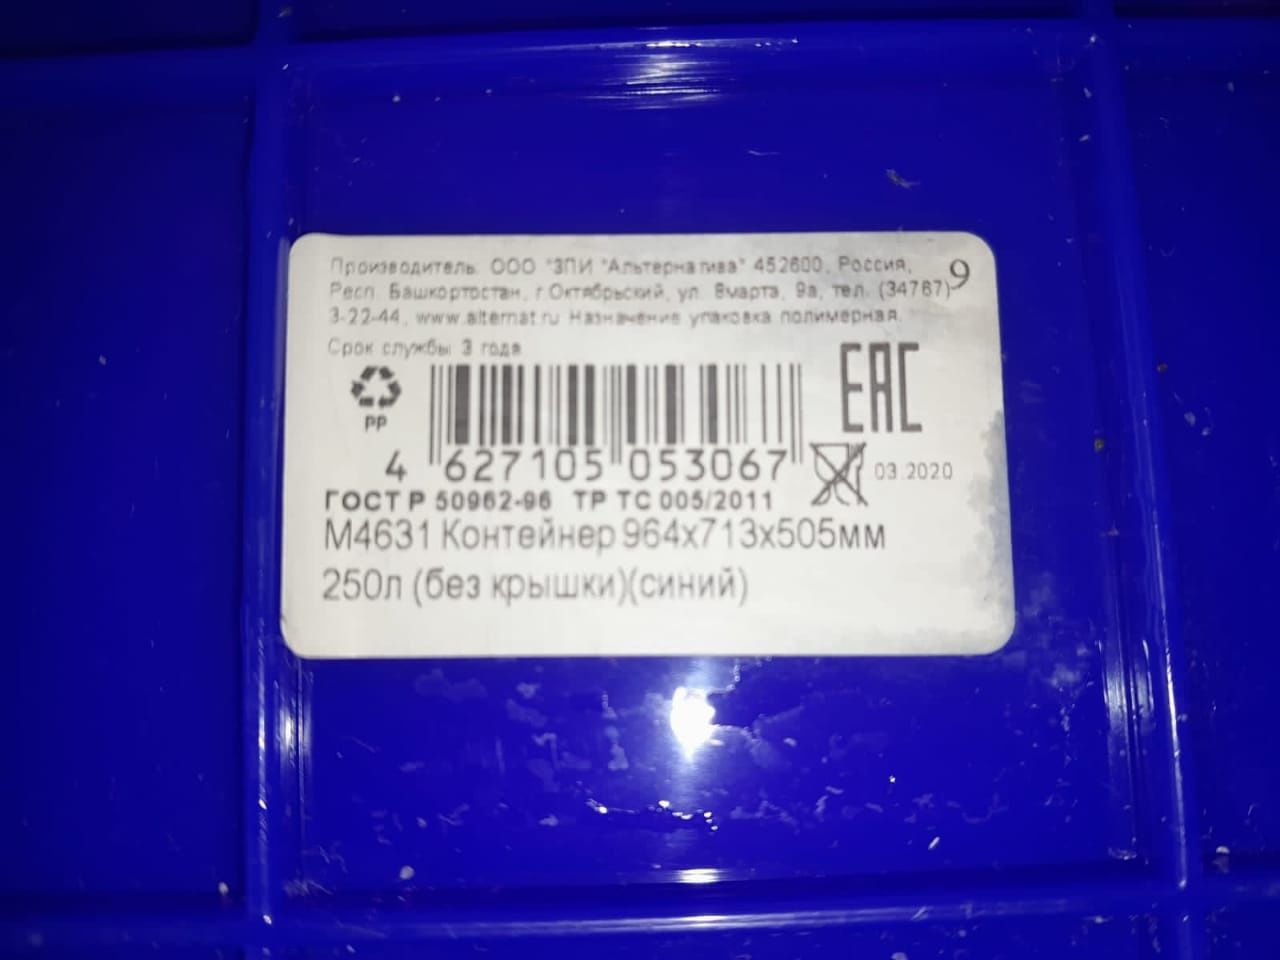 Производитель: ООО "ЗПИ "Альтернатива" 452600, Россия,
Респ. Башкортостан, г.Октябрьский, ул. 8марта, 9а, тел. (34767)
9
3-22-44, www.alternat.ru Назначение упаковка полимерная.
Срок службы 3 года
PP
EAC
4 627105 053067
03.2020
ГОСТ Р 50962-96 ТР ТС 005/2011
М4631 Контейнер 964х713х505мм
250л (без крышки)(синий)